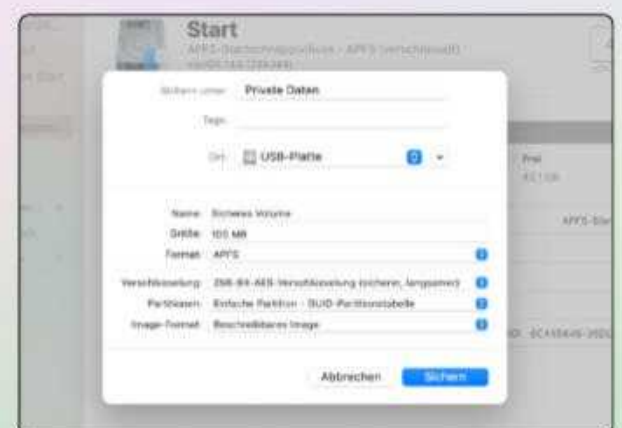 Start
Sichern unter: Private Daten
Tags:
Ort: USB-Platte
Frei
Name: Sicheres Volume
Größe: 100 MB
Format: APFS
Verschlüsselung: 256-Bit-AES-Verschlüsselung (sicherer, langsamer)
Partitionen: Einfache Partition - GUID-Partitionstabelle
Image-Format: Beschreibbares Image
Abbrechen Sichern